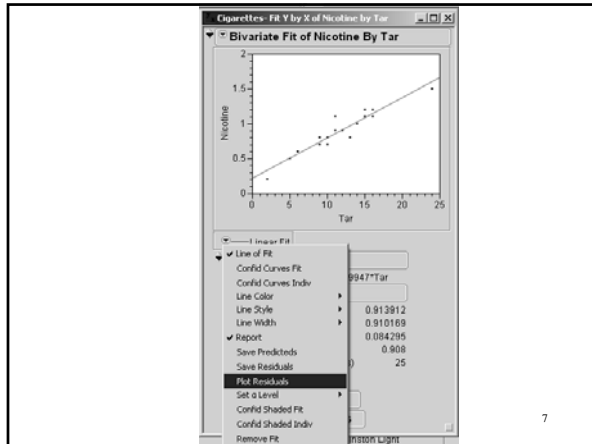 Cigarettes- Fit Y by X of Nicotine by Tar
Bivariate Fit of Nicotine By Tar
2
1.5
1
0.5
0
Nicotine
0 5 10 15 20 25
Tar
Linear Fit
Line of Fit
Confid Curves Fit
Confid Curves Indiv
9947*Tar
Line Color
Line Style 0.913912
Line Width 0.910169
Report 0.084295
Save Predicteds 0.908
Save Residuals 25
Plot Residuals
Set α Level
Confid Shaded Fit
Confid Shaded Indiv
Remove Fit
Light
7